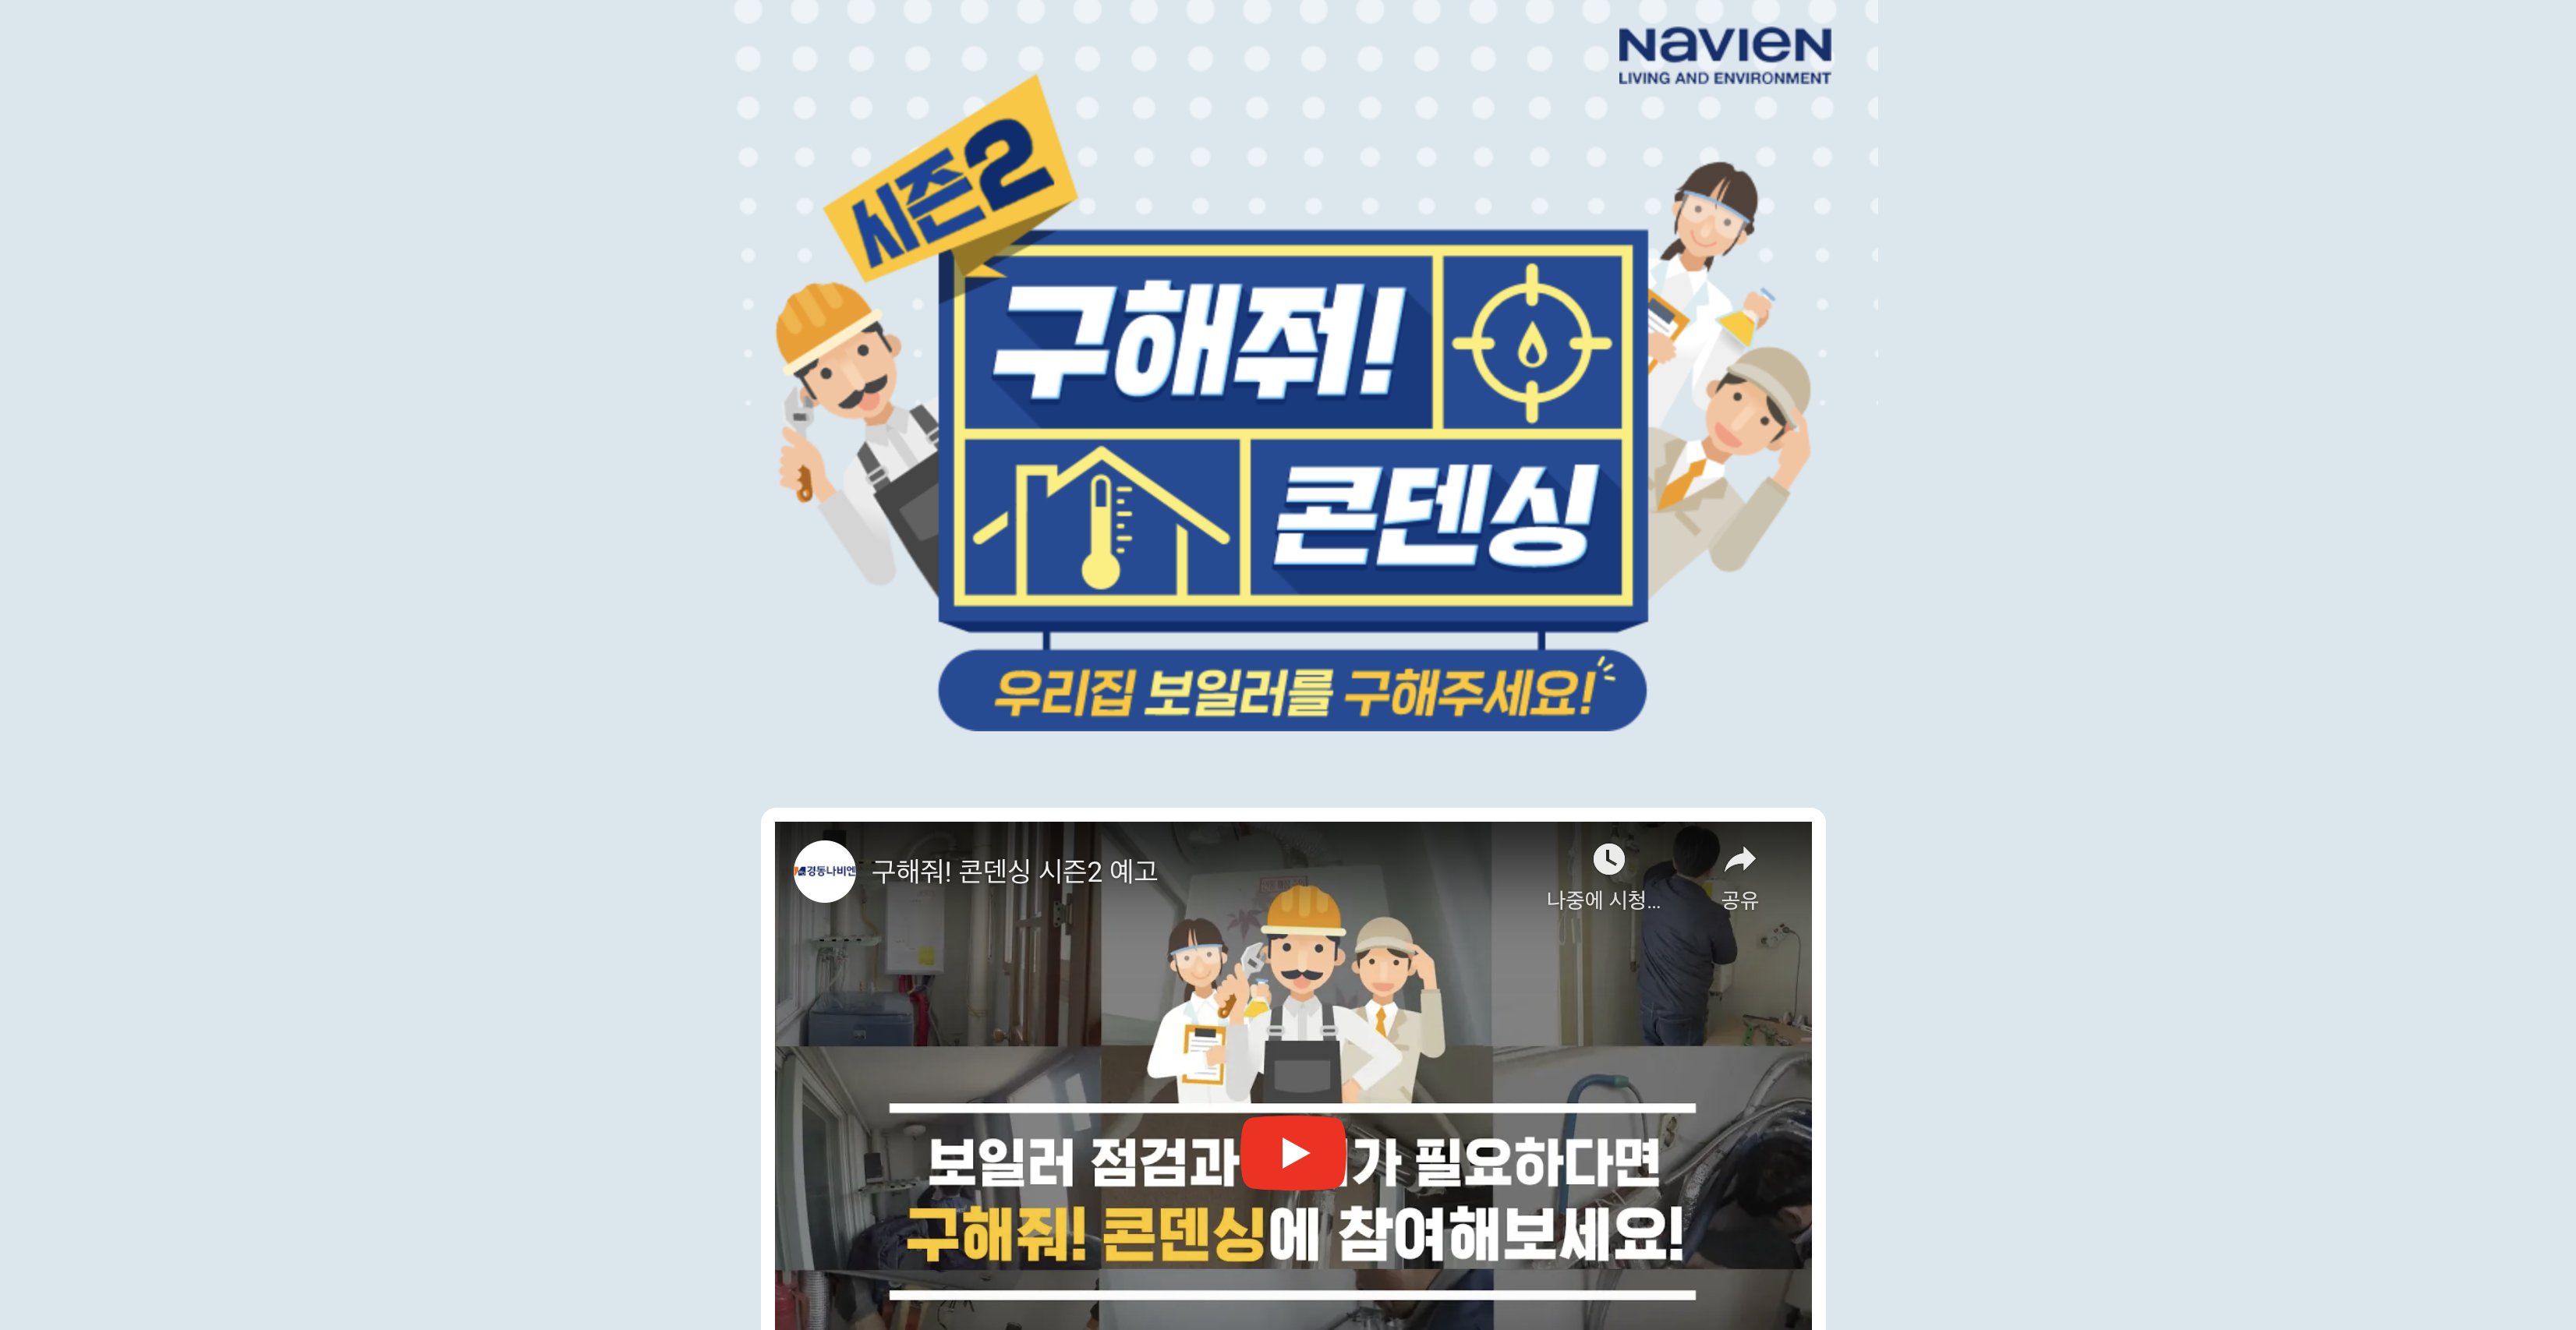 NAVIEN
LIVING AND ENVIRONMENT
시즌2
구해줘!
콘덴싱
우리집 보일러를 구해주세요!
경동나비엔
구해줘! 콘덴싱 시즌2 예고
나중에 시청...
공유
보일러 점검과 가 필요하다면
구해줘! 콘덴싱에 참여해보세요!